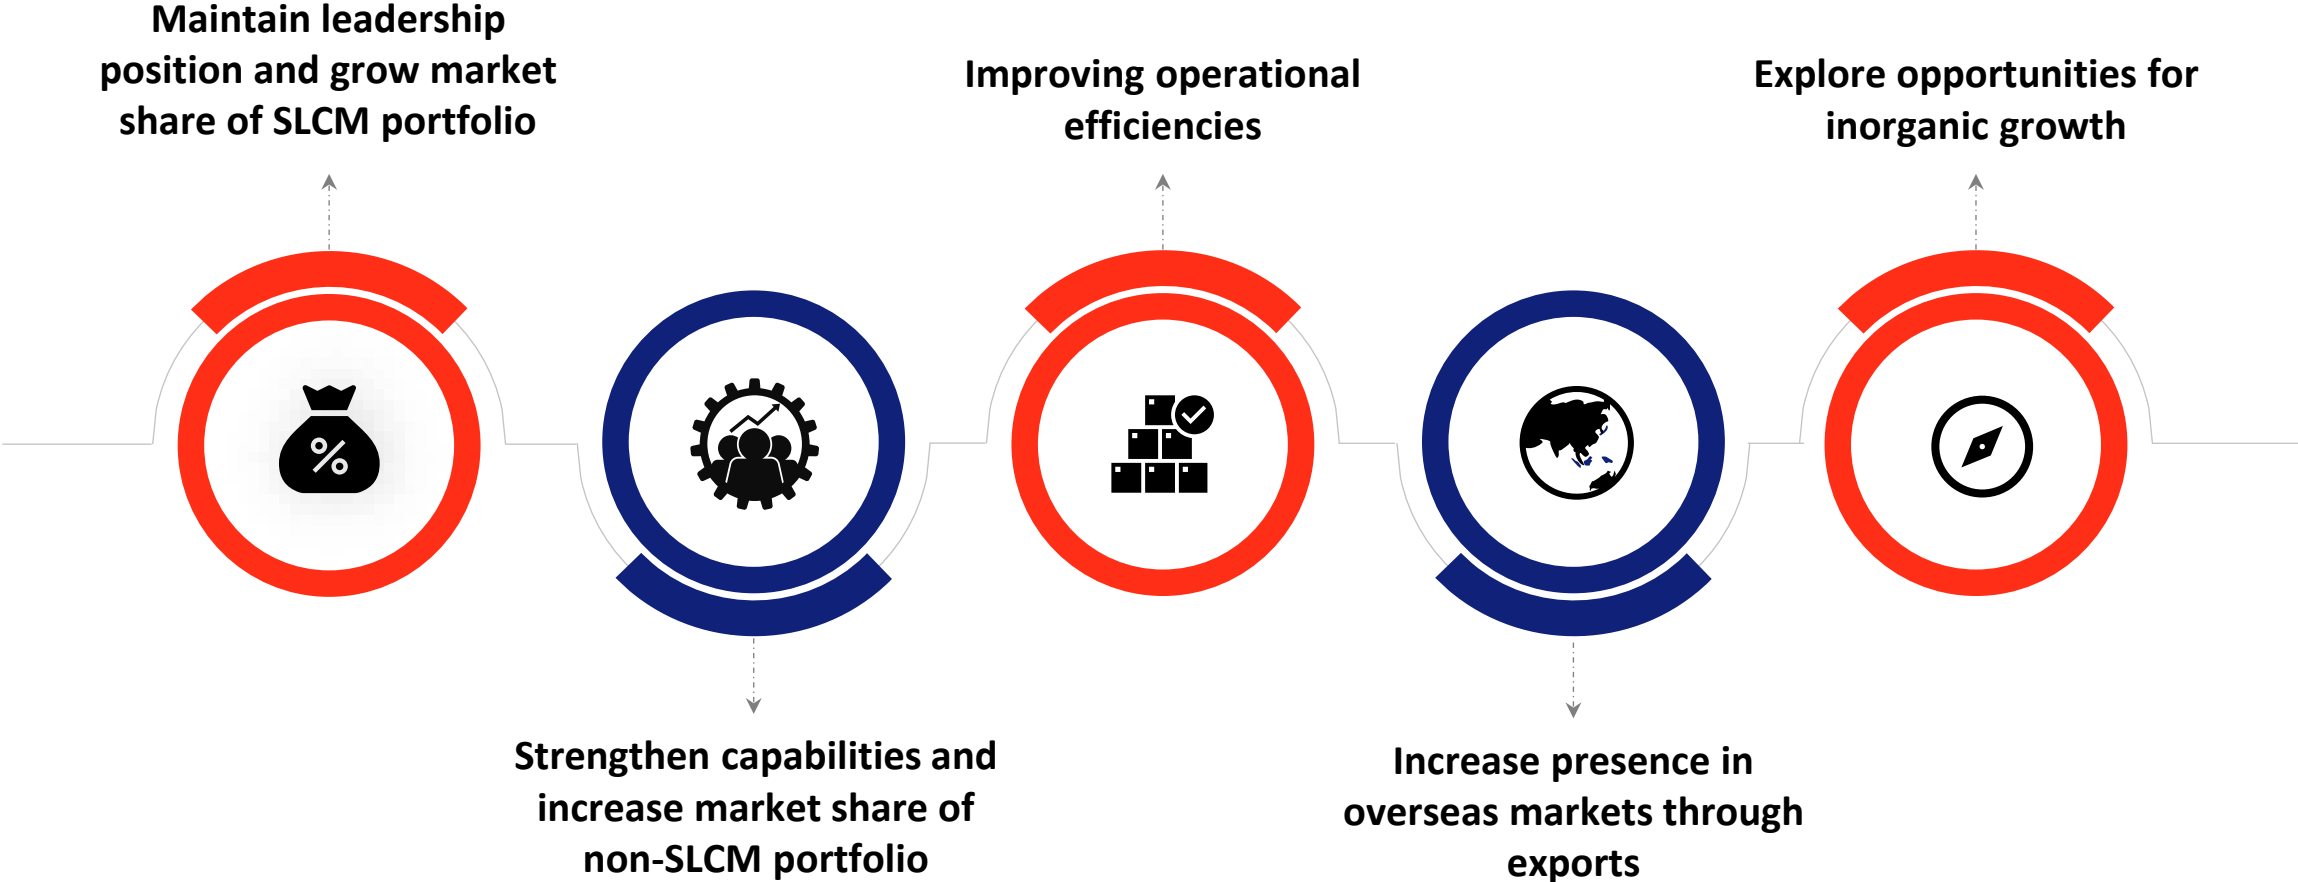 Maintain leadership
position and grow market
share of SLCM portfolio
Strengthen capabilities and
increase market share of
non-SLCM portfolio
Improving operational
efficiencies
Increase presence in
overseas markets through
exports
Explore opportunities for
inorganic growth
%